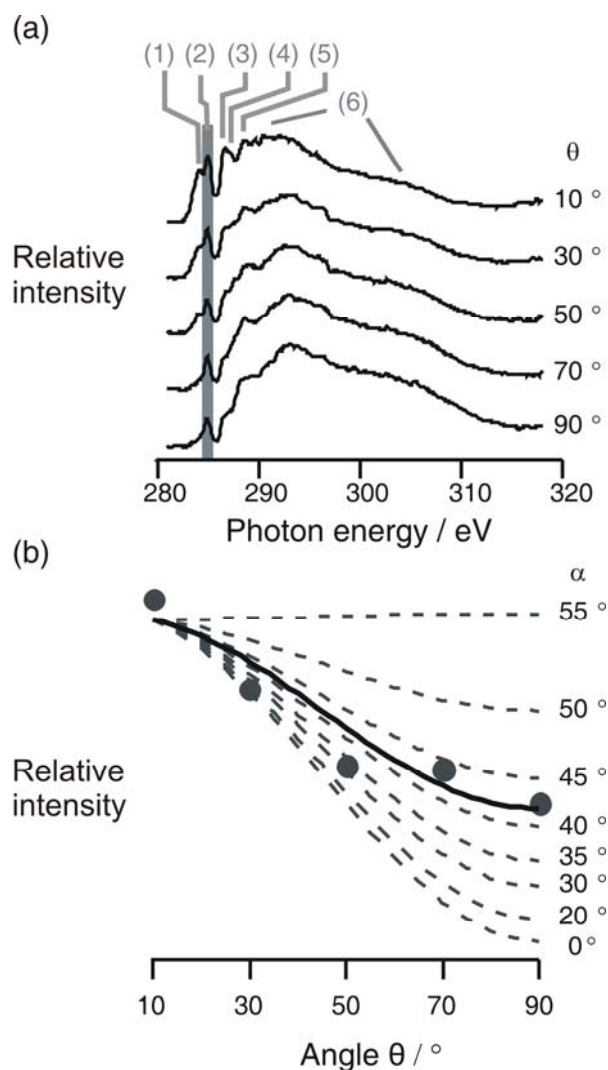 (a)
(1) (2) (3) (4) (5)
(6)
θ
10 °
30 °
50 °
70 °
90 °
Relative
intensity
280 290 300 310 320
Photon energy / eV
(b)
α
55 °
50 °
45 °
40 °
35 °
30 °
20 °
0 °
Relative
intensity
10 30 50 70 90
Angle θ / °